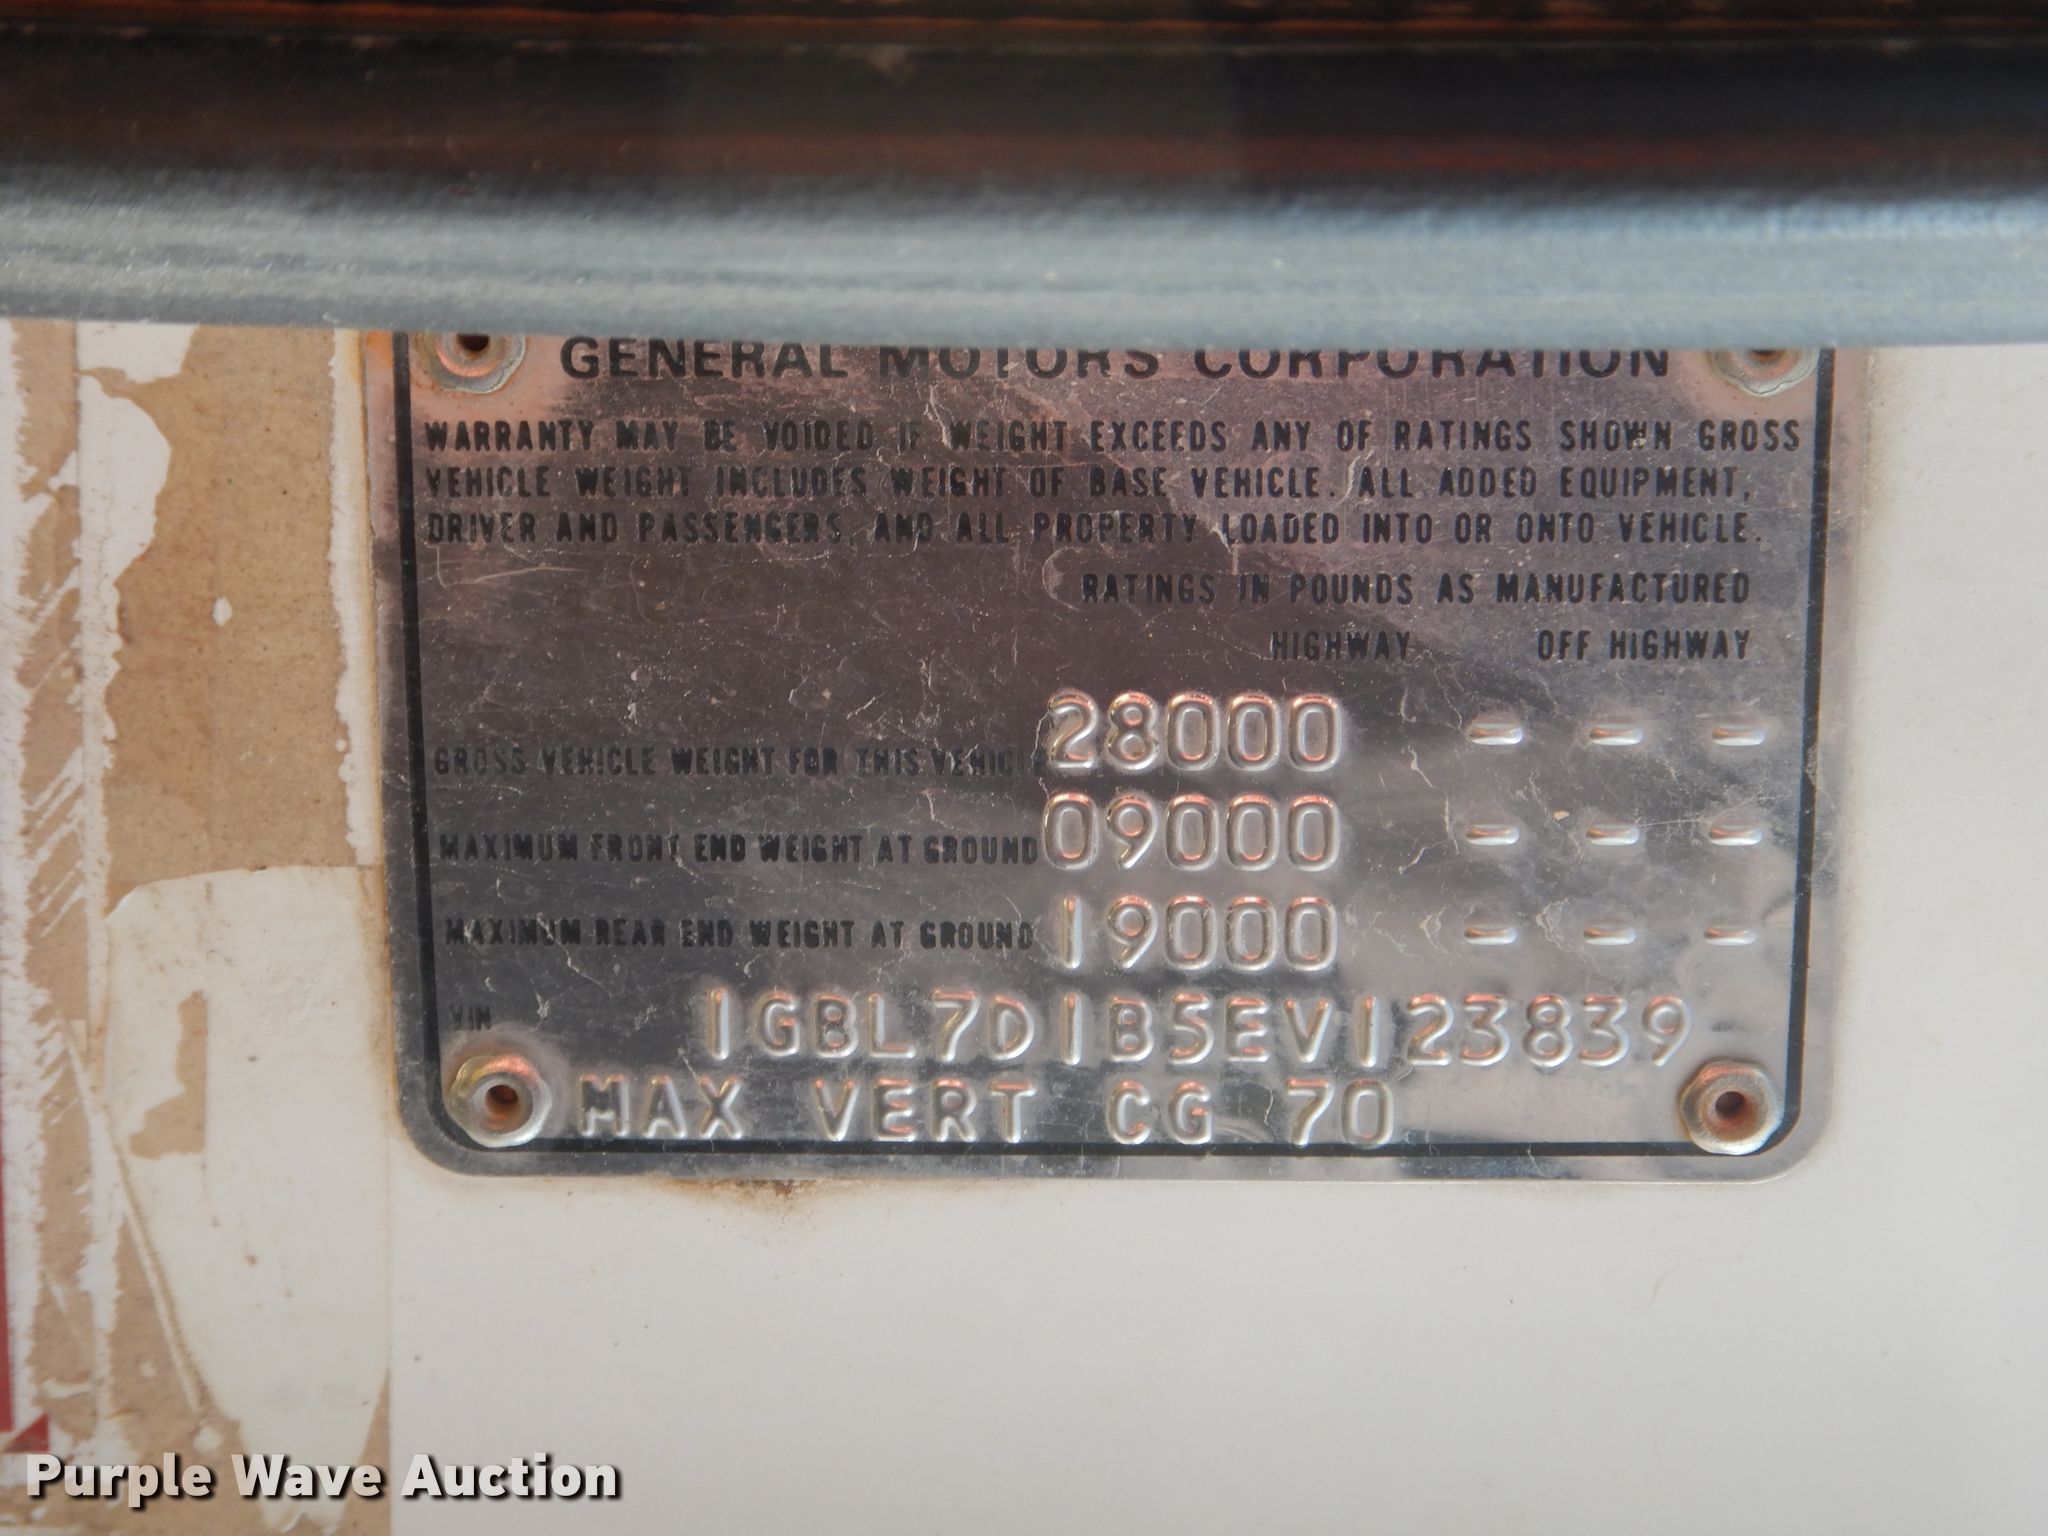 GENERAL MOTORS CORPORATION
WARRANTY MAY BE VOIDED IF WEIGHT EXCEEDS ANY OF RATINGS SHOWN GROSS
VEHICLE WEIGHT INCLUDES WEIGHT OF BASE VEHICLE. ALL ADDED EQUIPMENT,
DRIVER AND PASSENGERS, AND ALL PROPERTY LOADED INTO OR ONTO VEHICLE.
RATINGS IN POUNDS AS MANUFACTURED
HIGHWAY OFF HIGHWAY
GROSS VEHICLE WEIGHT FOR THIS VEHICLE 28000 - - -
MAXIMUM FRONT END WEIGHT AT GROUND 09000 - - -
MAXIMUM REAR END WEIGHT AT GROUND 19000 - - -
VIN 1GBL7D1B5EV123839
MAX VERT CG 70
Purple Wave Auction